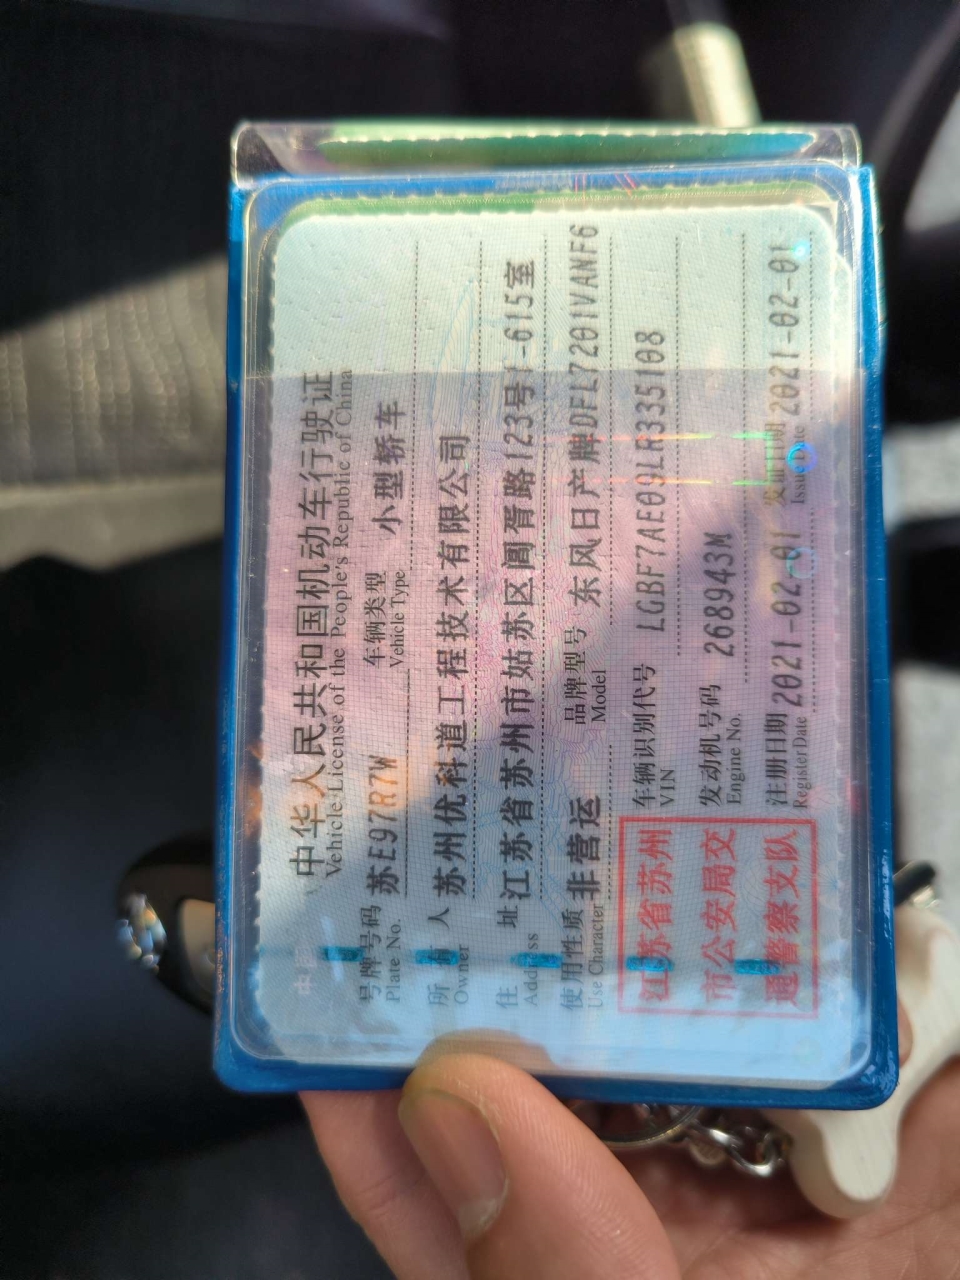 中华人民共和国机动车行驶证
Vehicle License of the People's Republic of China
号牌号码 苏E97R7W 车辆类型 小型轿车
Plate No. Vehicle Type
所有人 苏州优科道工程技术有限公司
Owner
住址 江苏省苏州市姑苏区阊胥路123号1-615室
Address
使用性质 非营运 品牌型号 东风日产牌DFL7201VANF6
Use Character Model
江苏省苏州
市公安局交
通警察支队
车辆识别代号 LGBF7AE09LR335108
VIN
发动机号码 268943M
Engine No.
注册日期 2021-02-01 发证日期 2021-02-01
Register Date Issue Date